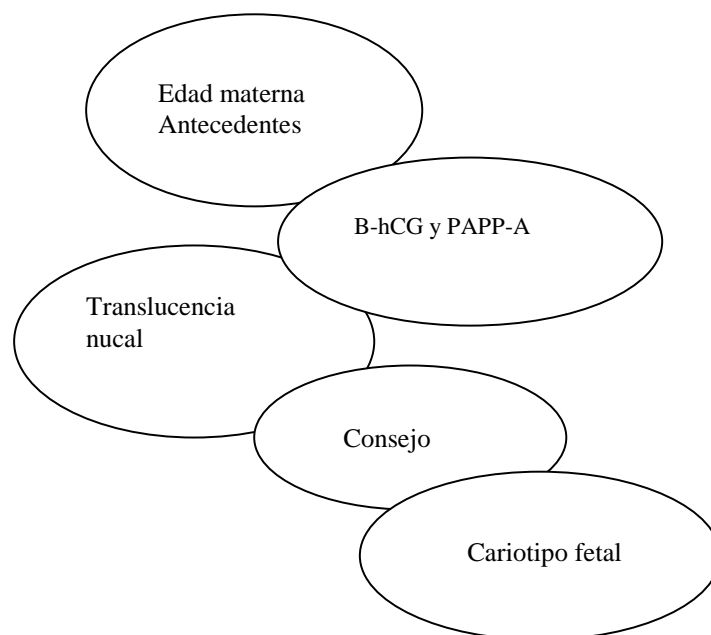 Edad materna
Antecedentes
B-hCG y PAPP-A
Translucencia
nucal
Consejo
Cariotipo fetal